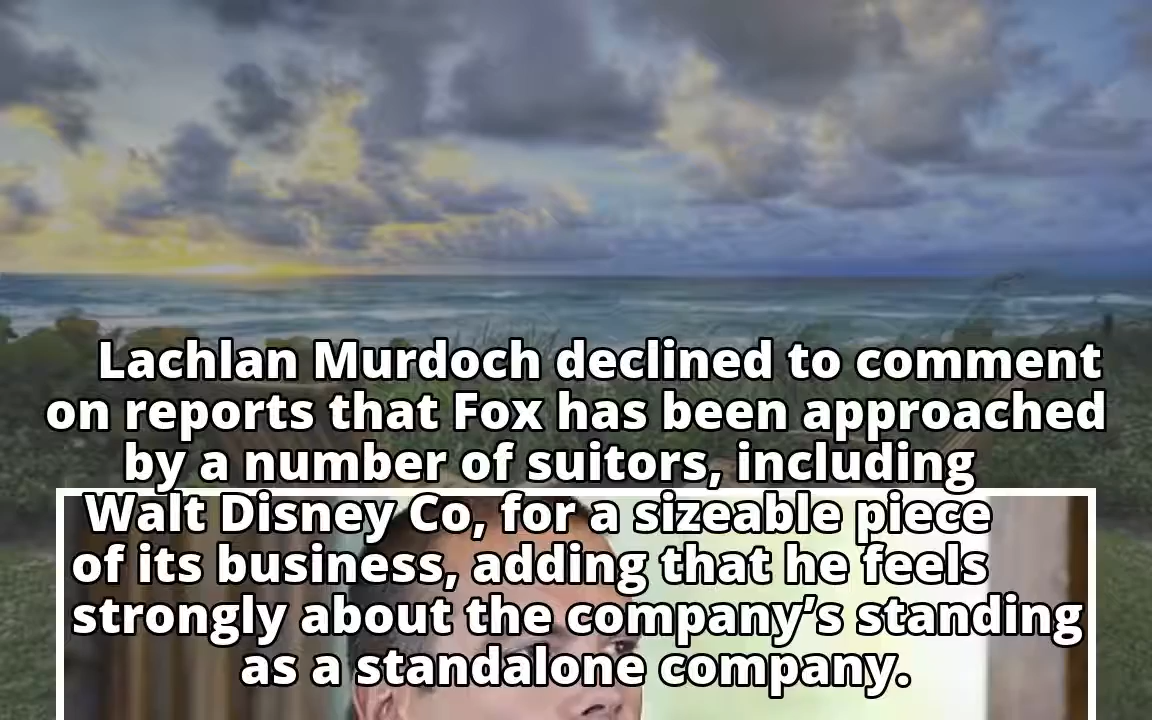 Lachlan Murdoch declined to comment
on reports that Fox has been approached
by a number of suitors, including
Walt Disney Co, for a sizeable piece
of its business, adding that he feels
strongly about the company’s standing
as a standalone company.